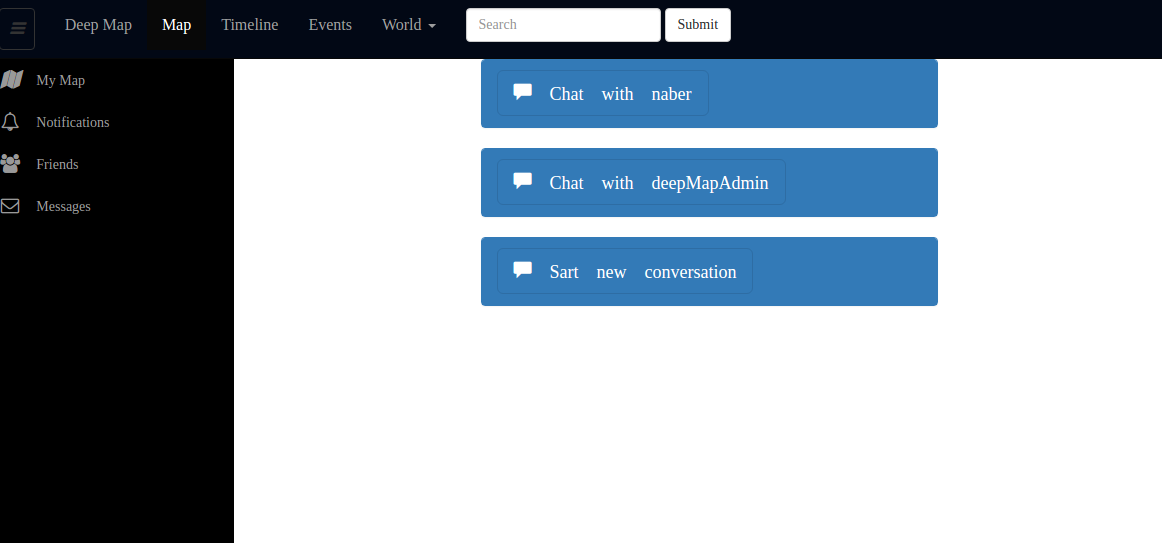 Deep Map Map Timeline Events World Search Submit
My Map
Notifications
Friends
Messages
Chat with naber
Chat with deepMapAdmin
Sart new conversation